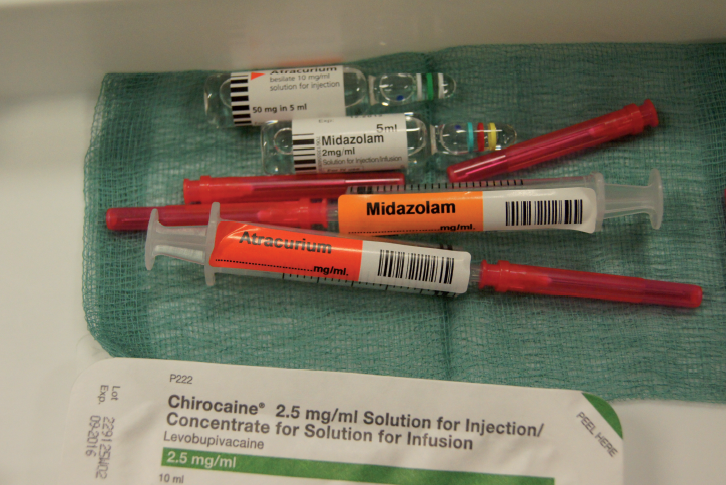 Atracurium
besilate 10 mg/ml
solution for injection
50 mg in 5 ml
5ml
Midazolam
2mg/ml
Solution for Injection/Infusion
Midazolam
mg/ml.
Atracurium
mg/ml.
P222
Chirocaine® 2.5 mg/ml Solution for Injection/
Concentrate for Solution for Infusion
Levobupivacaine
2.5 mg/ml
10 ml
PEEL HERE
Lot
Exp.
09.2016